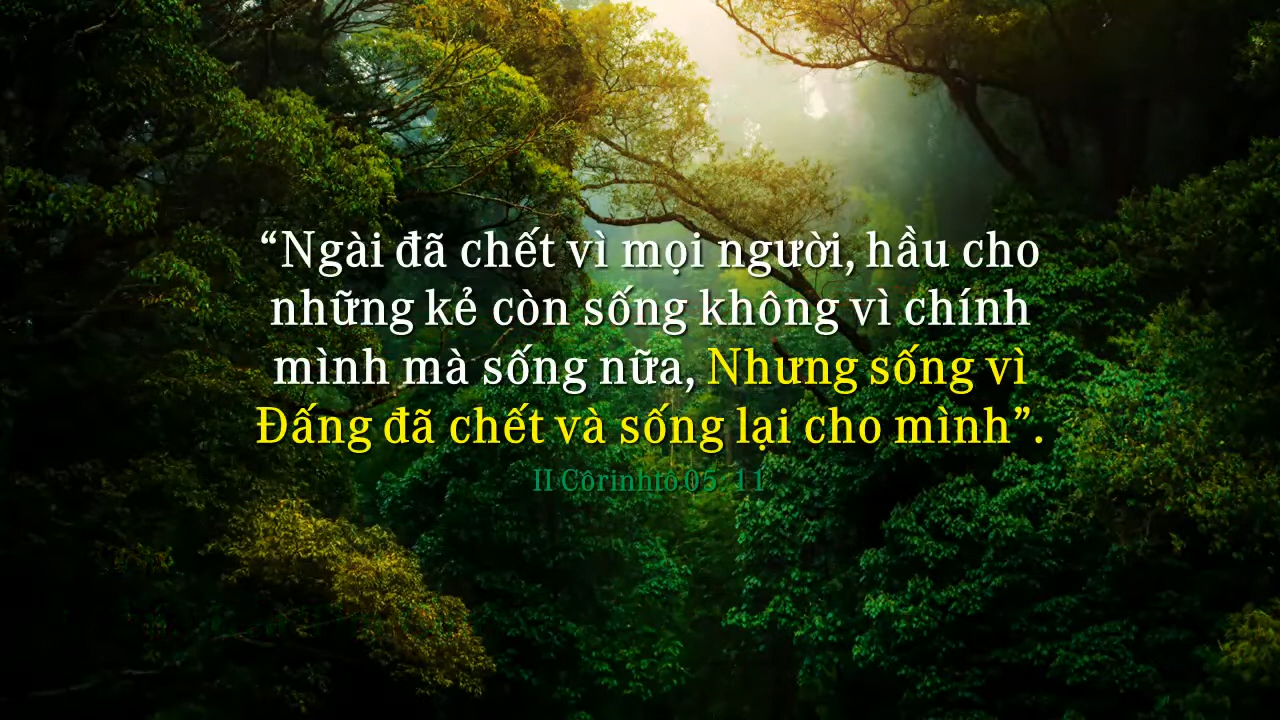 “Ngài đã chết vì mọi người, hầu cho
những kẻ còn sống không vì chính
mình mà sống nữa, Nhưng sống vì
Đấng đã chết và sống lại cho mình”.
II Côrinhtô 05: 11